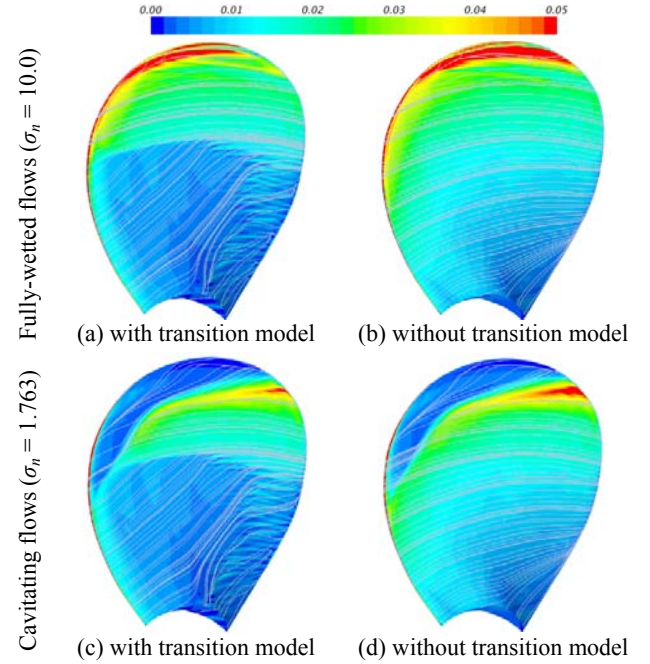 0.00 0.01 0.02 0.03 0.04 0.05
Fully-wetted flows (σn = 10.0)
(a) with transition model (b) without transition model
Cavitating flows (σn = 1.763)
(c) with transition model (d) without transition model